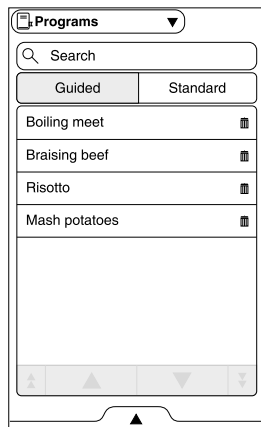 Programs
Search
Guided Standard
Boiling meet
Braising beef
Risotto
Mash potatoes